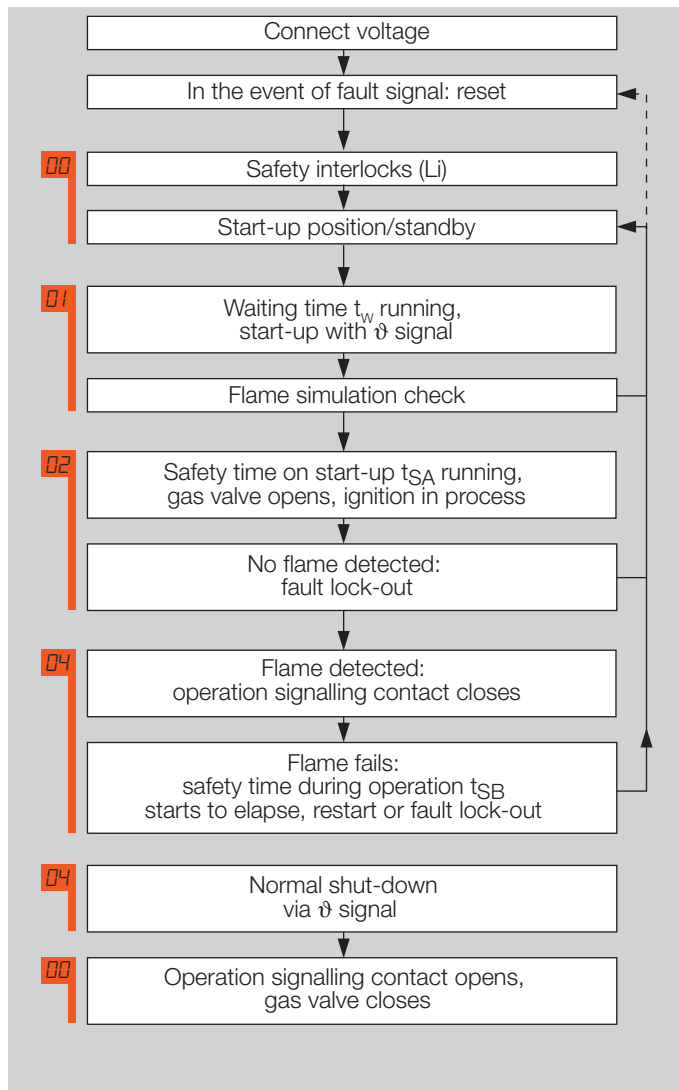 Connect voltage
In the event of fault signal: reset
00
Safety interlocks (Li)
Start-up position/standby
01
Waiting time tW running,
start-up with ϑ signal
Flame simulation check
02
Safety time on start-up tSA running,
gas valve opens, ignition in process
No flame detected:
fault lock-out
04
Flame detected:
operation signalling contact closes
Flame fails:
safety time during operation tSB
starts to elapse, restart or fault lock-out
04
Normal shut-down
via ϑ signal
00
Operation signalling contact opens,
gas valve closes